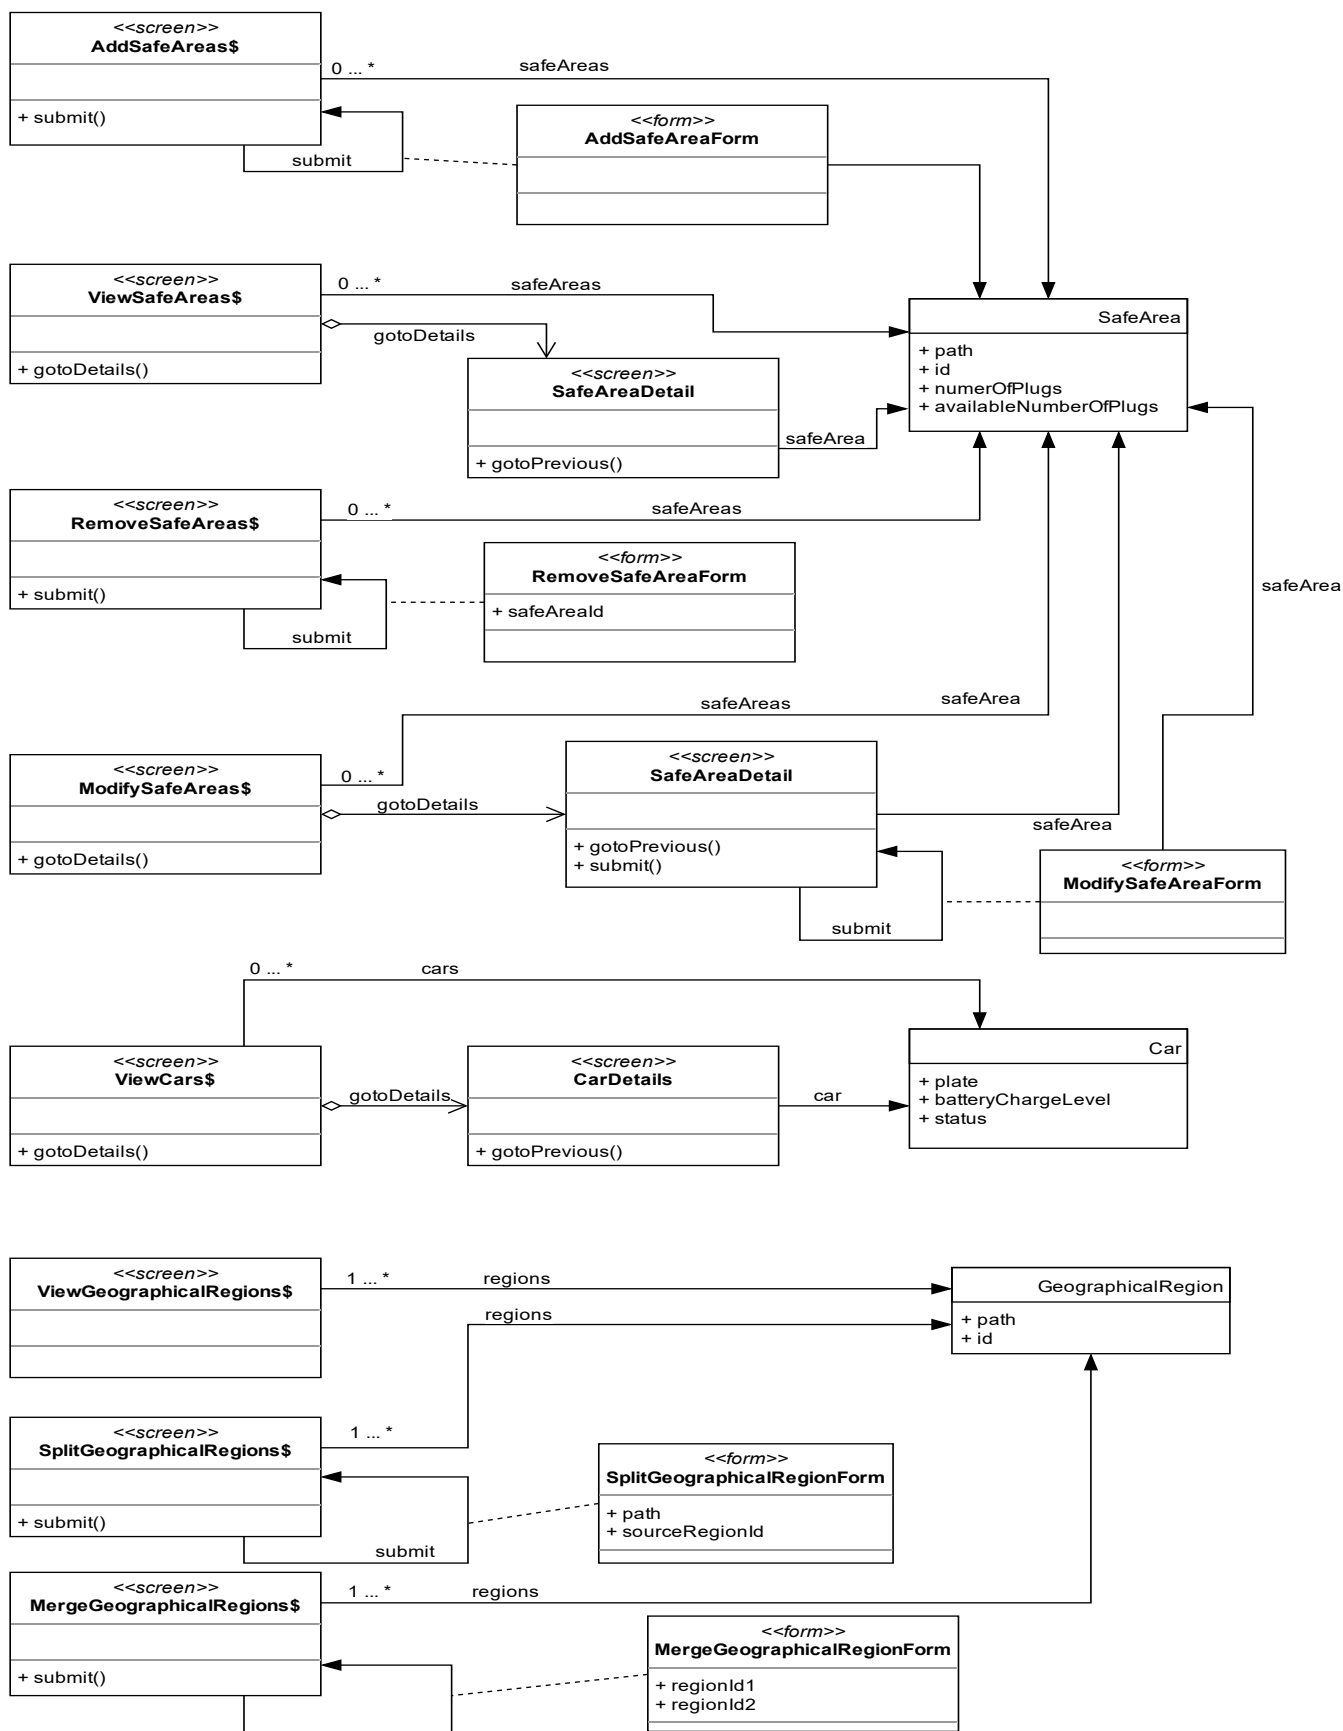 <<screen>>
AddSafeAreas$
+ submit()
0 ... *
safeAreas
submit
<<form>>
AddSafeAreaForm
<<screen>>
ViewSafeAreas$
+ gotoDetails()
0 ... *
safeAreas
gotoDetails
<<screen>>
SafeAreaDetail
+ gotoPrevious()
safeArea
SafeArea
+ path
+ id
+ numerOfPlugs
+ availableNumberOfPlugs
<<screen>>
RemoveSafeAreas$
+ submit()
0 ... *
safeAreas
submit
<<form>>
RemoveSafeAreaForm
+ safeAreaId
safeArea
<<screen>>
ModifySafeAreas$
+ gotoDetails()
0 ... *
safeAreas
safeArea
gotoDetails
<<screen>>
SafeAreaDetail
+ gotoPrevious()
+ submit()
safeArea
submit
<<form>>
ModifySafeAreaForm
0 ... *
cars
<<screen>>
ViewCars$
+ gotoDetails()
gotoDetails
<<screen>>
CarDetails
+ gotoPrevious()
car
Car
+ plate
+ batteryChargeLevel
+ status
<<screen>>
ViewGeographicalRegions$
1 ... *
regions
regions
GeographicalRegion
+ path
+ id
<<screen>>
SplitGeographicalRegions$
+ submit()
1 ... *
submit
<<form>>
SplitGeographicalRegionForm
+ path
+ sourceRegionId
<<screen>>
MergeGeographicalRegions$
+ submit()
1 ... *
regions
<<form>>
MergeGeographicalRegionForm
+ regionId1
+ regionId2